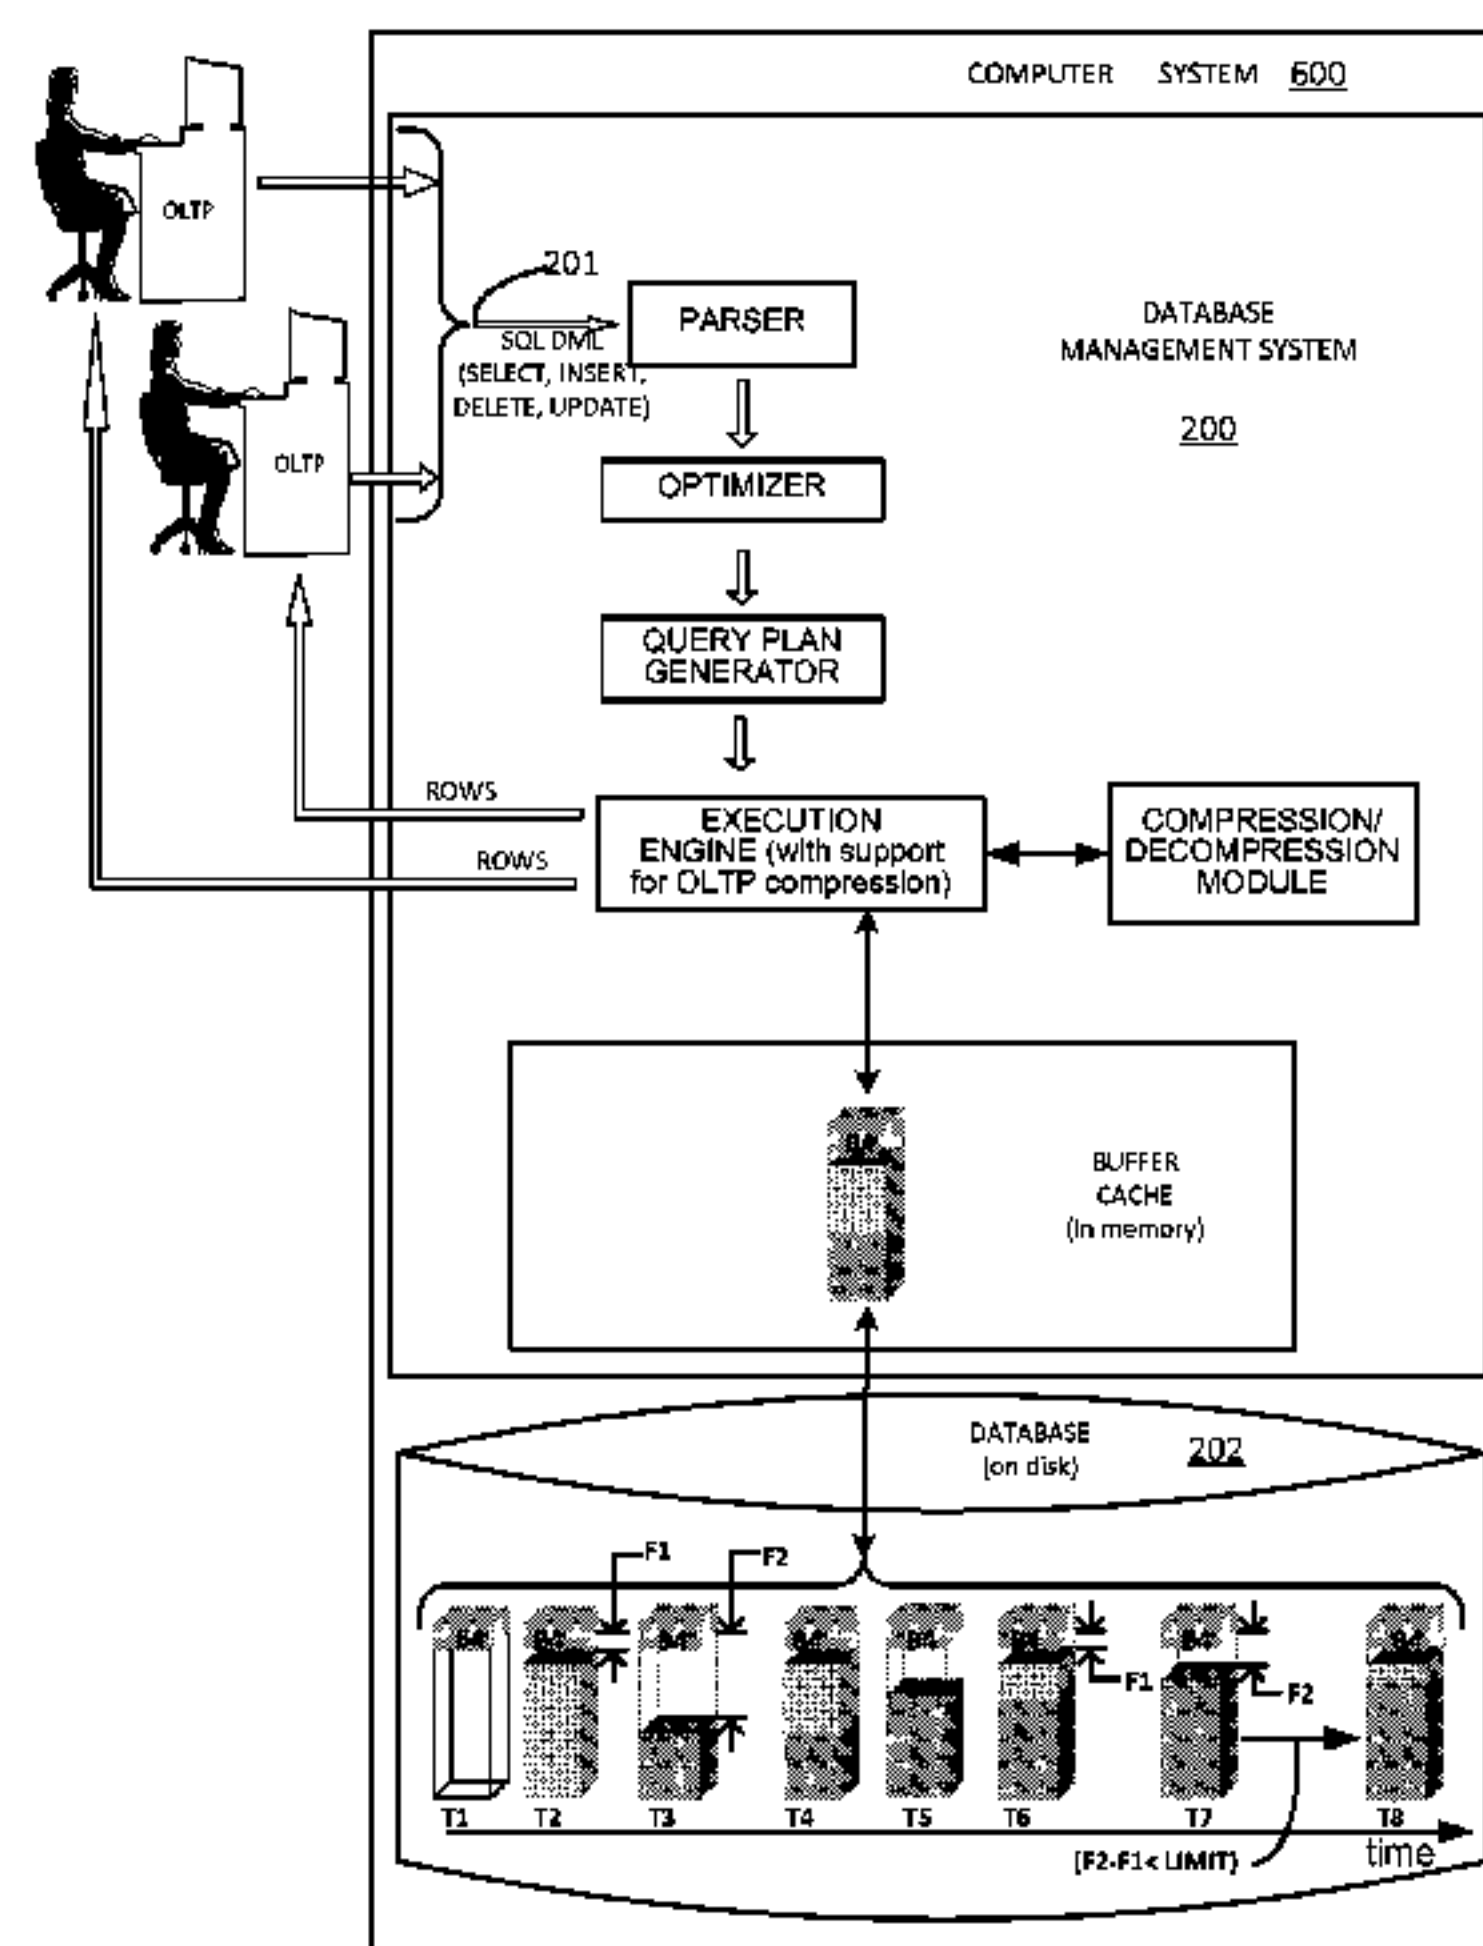 COMPUTER SYSTEM 600
OLTP
201
PARSER
SQL DML
(SELECT, INSERT,
DELETE, UPDATE)
DATABASE
MANAGEMENT SYSTEM
200
OLTP
OPTIMIZER
QUERY PLAN
GENERATOR
ROWS
ROWS
EXECUTION
ENGINE (with support
for OLTP compression)
COMPRESSION/
DECOMPRESSION
MODULE
BUFFER
CACHE
(In memory)
DATABASE
(on disk)
202
F1
F2
F1
F2
T1 T2 T3 T4 T5 T6 T7 T8
time
(F2-F1< LIMIT)